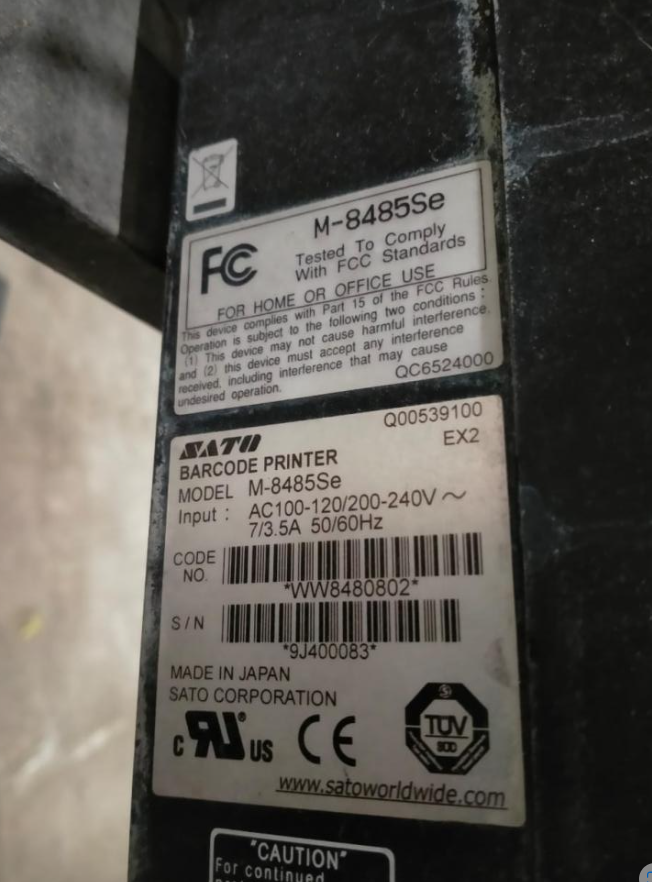 M-8485Se
FC
Tested To Comply
With FCC Standards
FOR HOME OR OFFICE USE
This device complies with Part 15 of the FCC Rules.
Operation is subject to the following two conditions :
(1) This device may not cause harmful interference.
and (2) this device must accept any interference
received, including interference that may cause
undesired operation.
QC6524000
Q00539100
SATO
EX2
BARCODE PRINTER
MODEL M-8485Se
Input : AC100-120/200-240V ~
7/3.5A 50/60Hz
CODE
NO.
*WW8480802*
S/N
*9J400083*
MADE IN JAPAN
SATO CORPORATION
c RU® US CE TÜV
www.satoworldwide.com
"CAUTION"
For continued